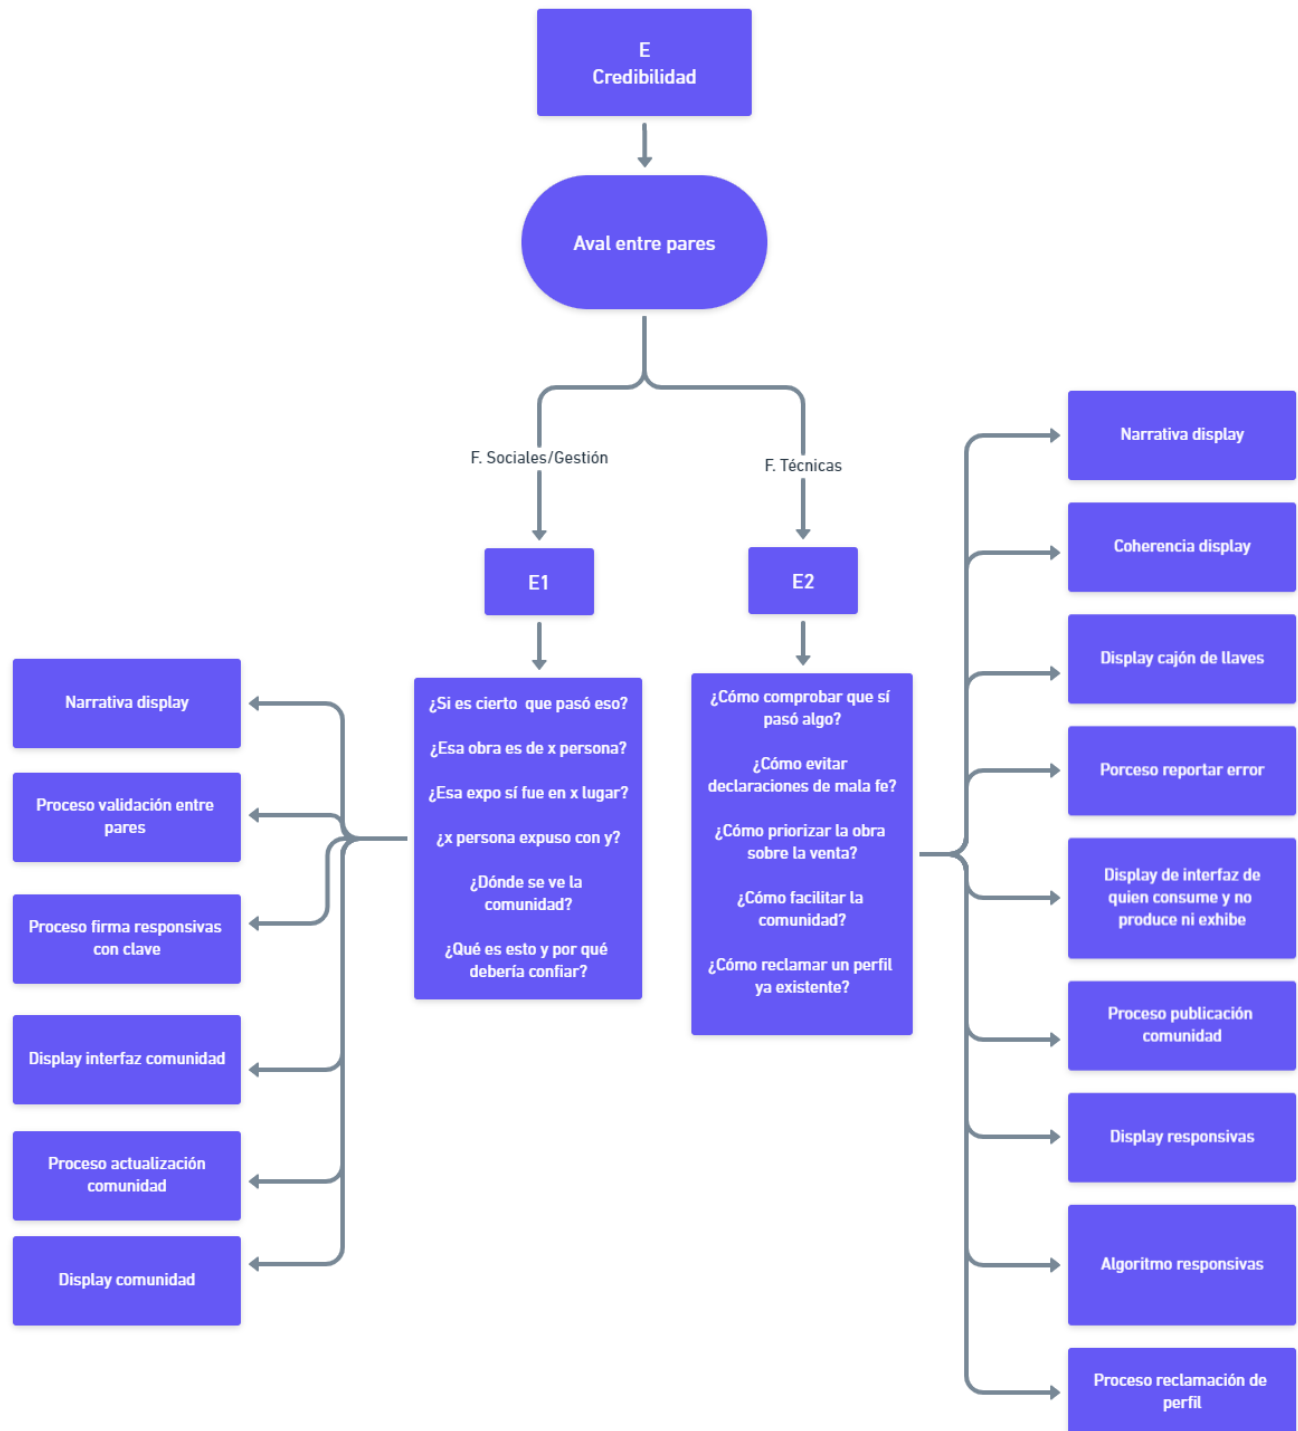 E
Credibilidad
Aval entre pares
F. Sociales/Gestión
F. Técnicas
E1
E2
¿Si es cierto que pasó eso?
¿Esa obra es de x persona?
¿Esa expo sí fue en x lugar?
¿x persona expuso con y?
¿Dónde se ve la
comunidad?
¿Qué es esto y por qué
debería confiar?
¿Cómo comprobar que sí
pasó algo?
¿Cómo evitar
declaraciones de mala fe?
¿Cómo priorizar la obra
sobre la venta?
¿Cómo facilitar la
comunidad?
¿Cómo reclamar un perfil
ya existente?
Narrativa display
Proceso validación entre
pares
Proceso firma responsivas
con clave
Display interfaz comunidad
Proceso actualización
comunidad
Display comunidad
Narrativa display
Coherencia display
Display cajón de llaves
Porceso reportar error
Display de interfaz de
quien consume y no
produce ni exhibe
Proceso publicación
comunidad
Display responsivas
Algoritmo responsivas
Proceso reclamación de
perfil